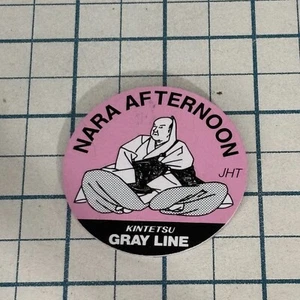 NARA AFTERNOON
JHT
KINTETSU
GRAY LINE